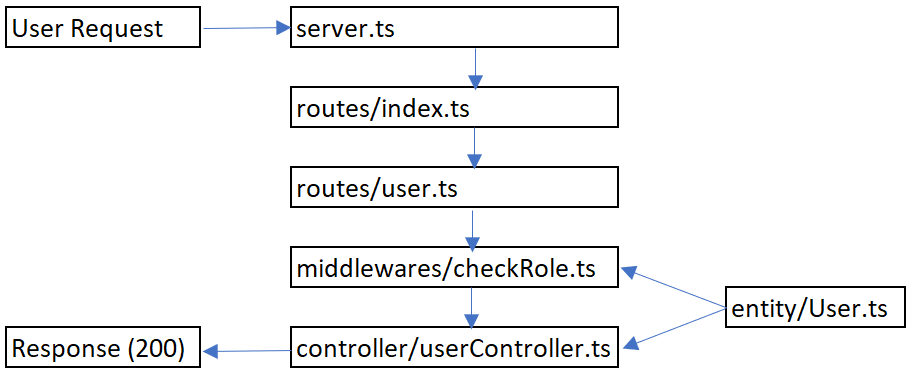 User Request
server.ts
routes/index.ts
routes/user.ts
middlewares/checkRole.ts
entity/User.ts
Response (200)
controller/userController.ts